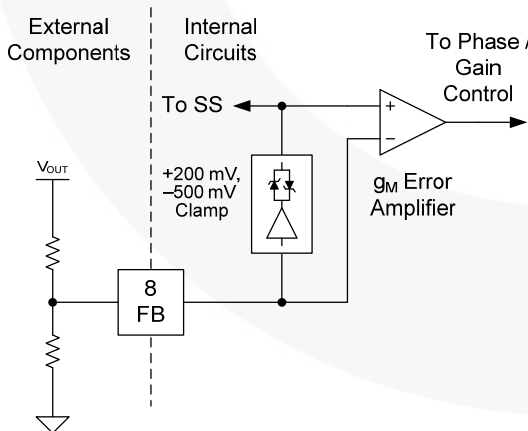 External
Components
Internal
Circuits
To Phase
Gain
Control
To SS
+
−
+200 mV,
−500 mV
Clamp
gM Error
Amplifier
VOUT
8
FB